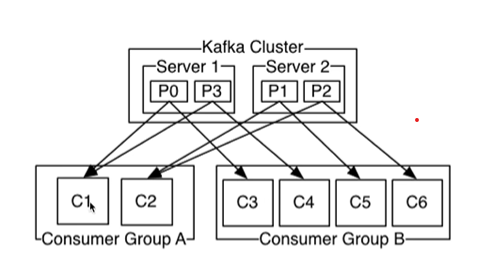 Kafka Cluster
Server 1 Server 2
P0 P3 P1 P2
C1 C2 C3 C4 C5 C6
Consumer Group A Consumer Group B